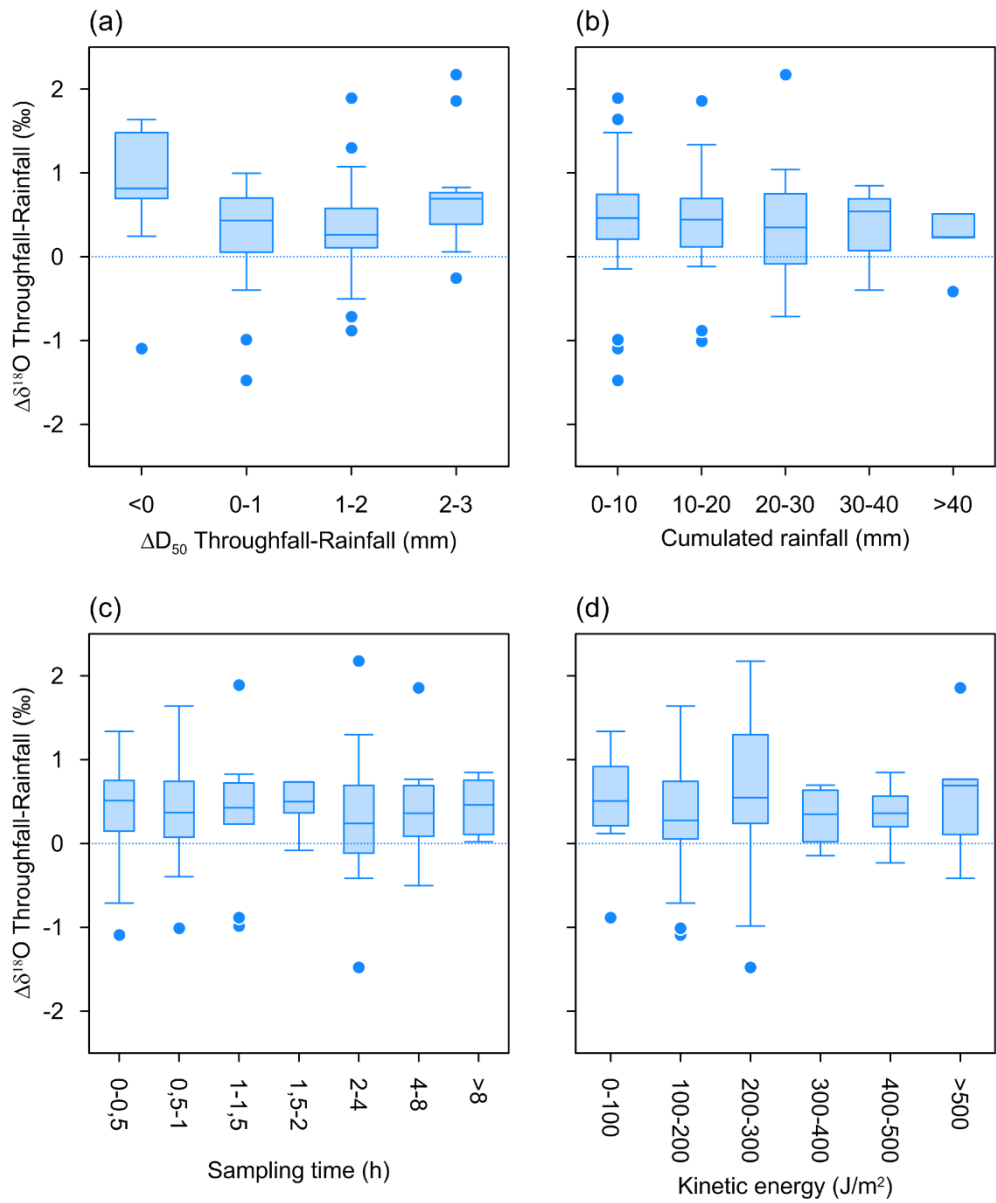 (a)
(b)
Δδ¹⁸O Throughfall-Rainfall (‰)
2
1
0
-1
-2
<0 0-1 1-2 2-3
ΔD₅₀ Throughfall-Rainfall (mm)
0-10 10-20 20-30 30-40 >40
Cumulated rainfall (mm)
(c)
(d)
Δδ¹⁸O Throughfall-Rainfall (‰)
2
1
0
-1
-2
0-0,5 0,5-1 1-1,5 1,5-2 2-4 4-8 >8
Sampling time (h)
0-100 100-200 200-300 300-400 400-500 >500
Kinetic energy (J/m²)